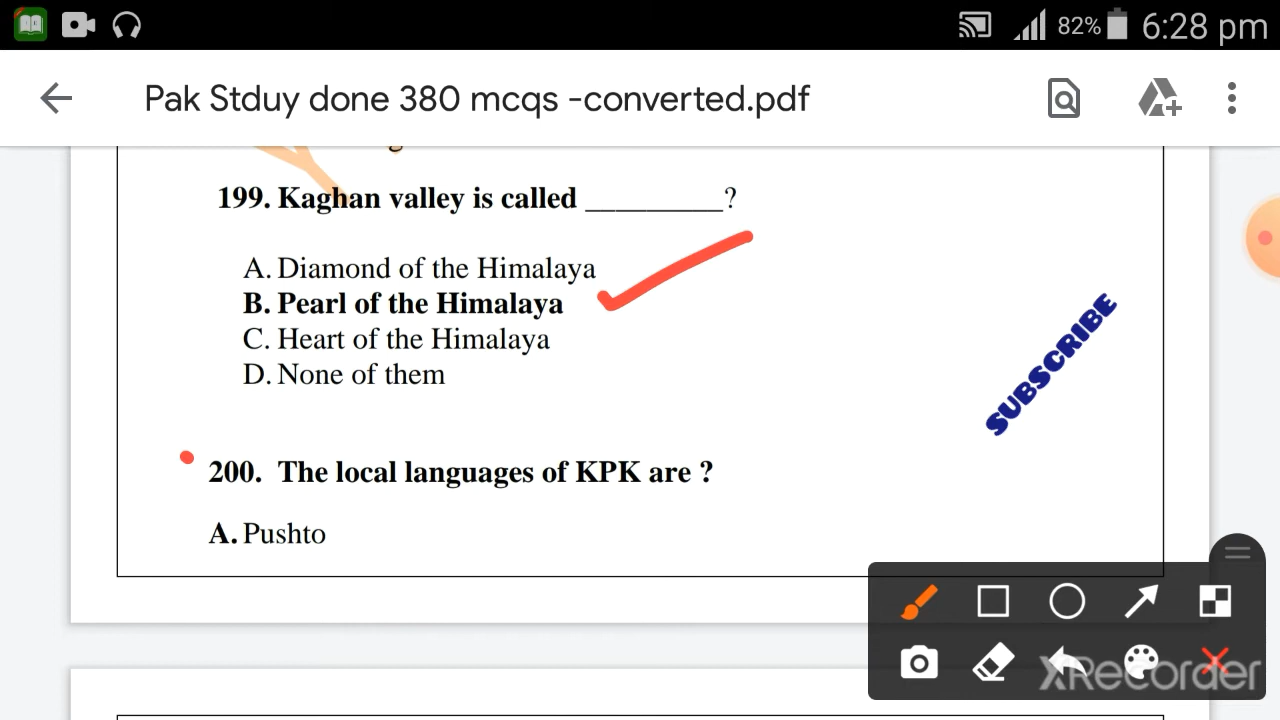 82% 6:28 pm
Pak Stduy done 380 mcqs -converted.pdf
199. Kaghan valley is called _________?
A. Diamond of the Himalaya
B. Pearl of the Himalaya
C. Heart of the Himalaya
D. None of them
SUBSCRIBE
200. The local languages of KPK are ?
A. Pushto
XRecorder